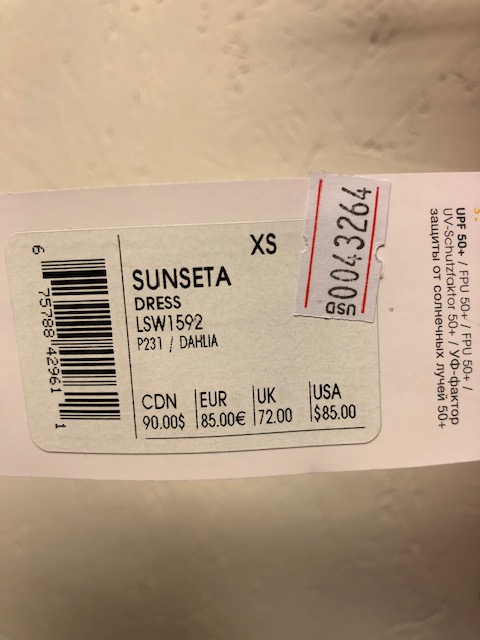 XS
SUNSETA
DRESS
LSW1592
P231 / DAHLIA
CDN
90.00$
EUR
85.00€
UK
72.00
USA
$85.00
6 75788 42961 1
00043264
UPF 50+ / FPU 50+ / FPU 50+ /
UV-Schutzfaktor 50+ / УФ-фактор
защиты от солнечных лучей 50+